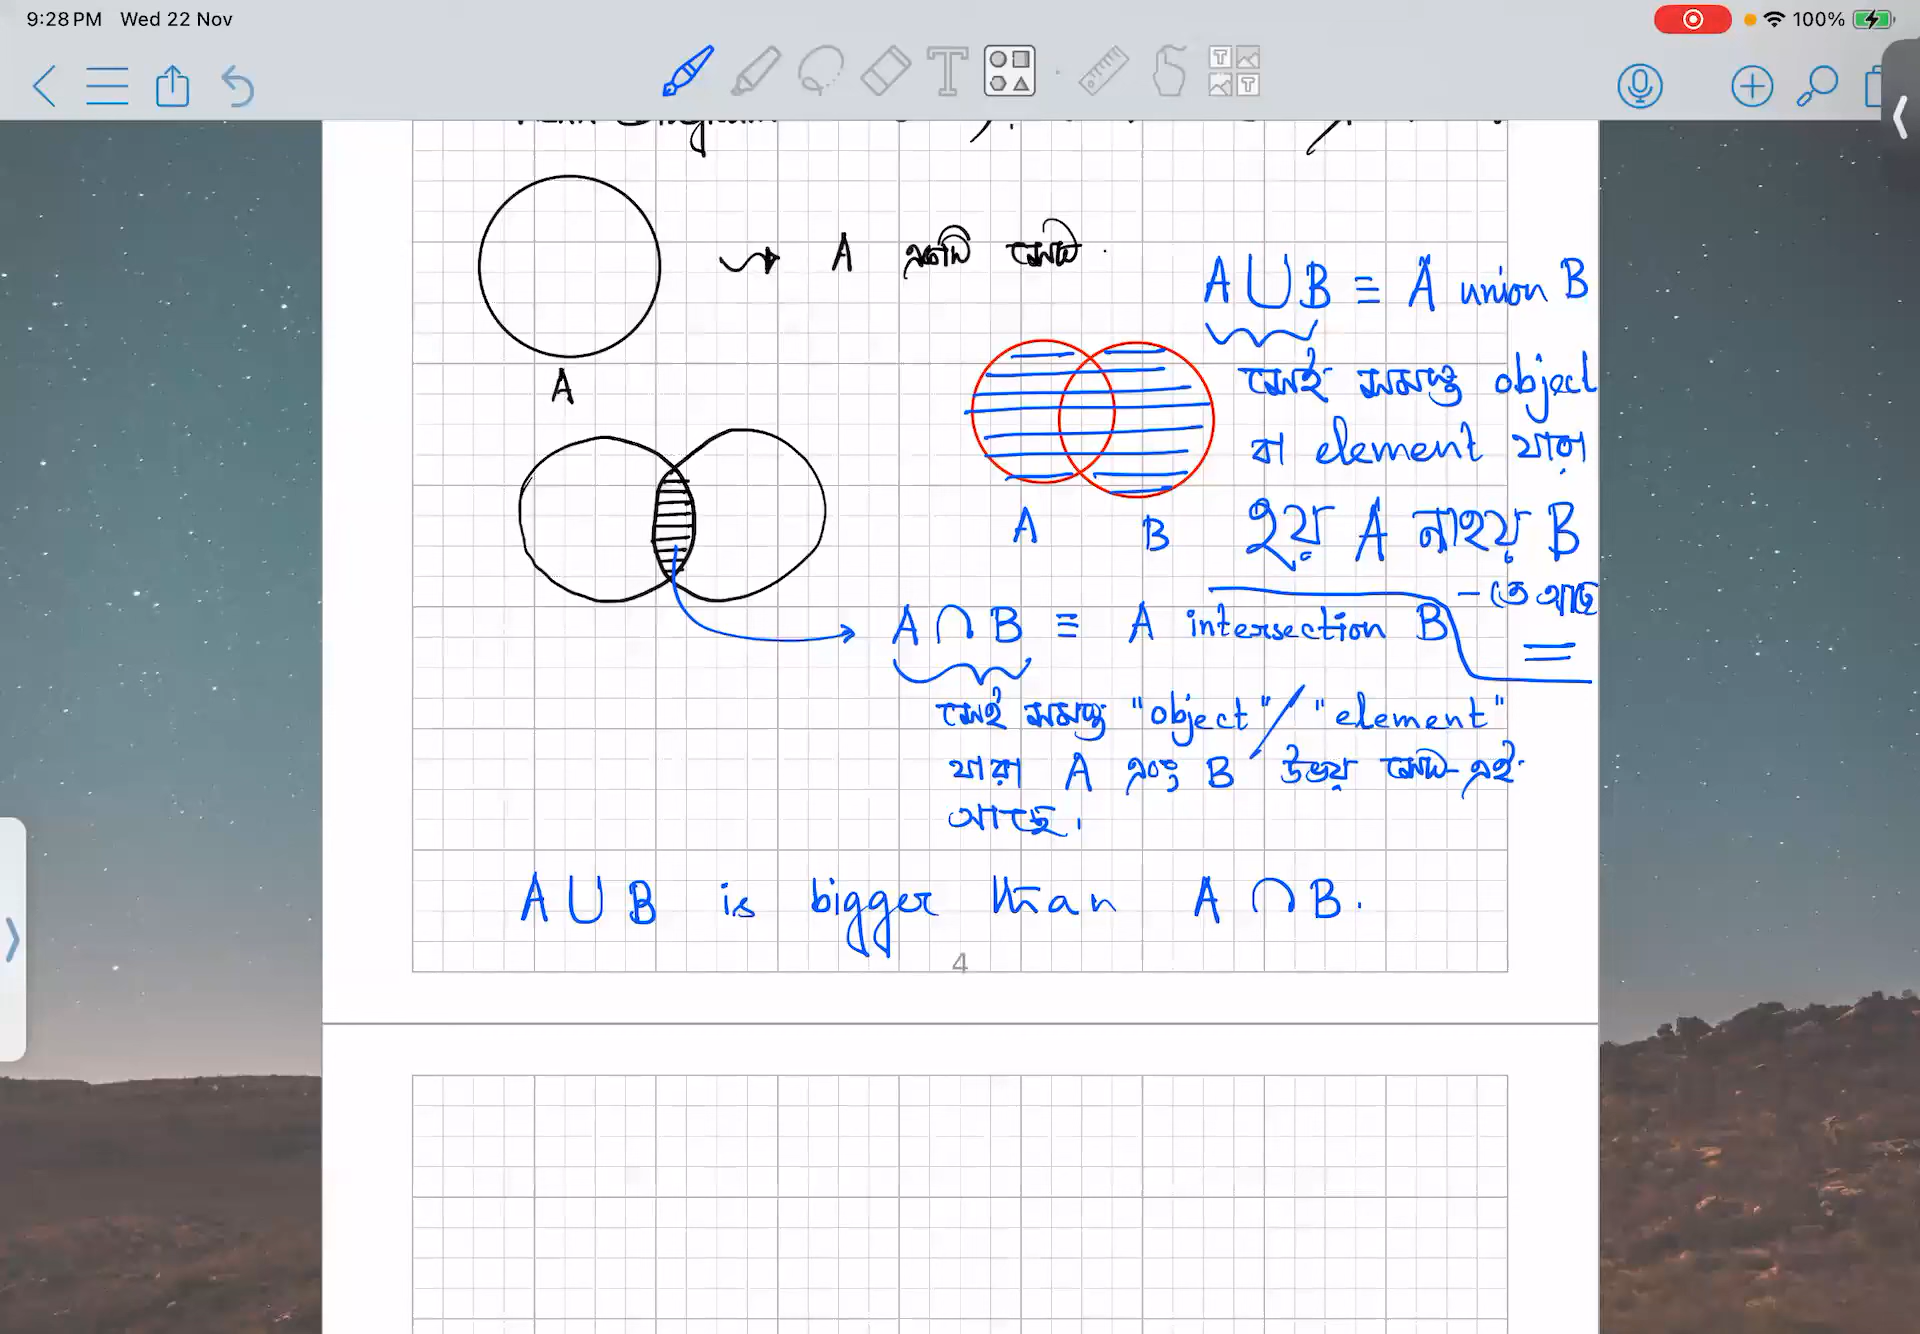 9:28 PM Wed 22 Nov
100%
A একটি সেট .
A
A ∪ B ≡ A union B
সেই সমস্ত object
বা element যারা
হয় A নাহয় B
-তে আছে
A B
A ∩ B ≡ A intersection B
সেই সমস্ত "object" / "element"
যারা A এবং B উভয় সেট-এই
আছে.
A ∪ B is bigger than A ∩ B.
4